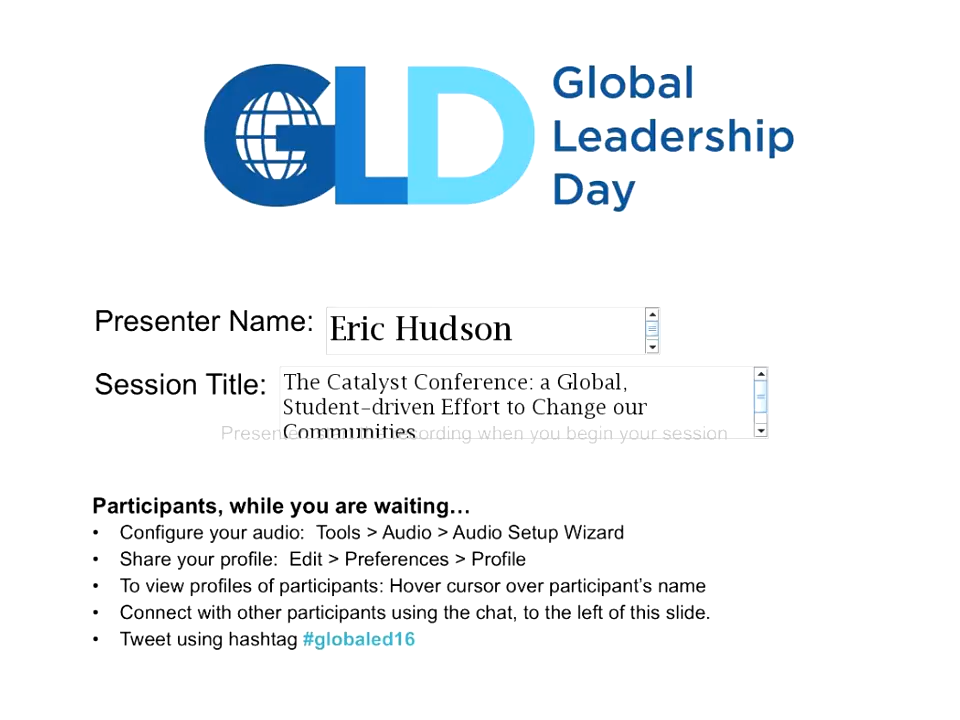 GLD
Global
Leadership
Day
Presenter Name: Eric Hudson
Session Title: The Catalyst Conference: a Global,
Student-driven Effort to Change our
Communities
recording when you begin your session
Participants, while you are waiting…
• Configure your audio: Tools > Audio > Audio Setup Wizard
• Share your profile: Edit > Preferences > Profile
• To view profiles of participants: Hover cursor over participant's name
• Connect with other participants using the chat, to the left of this slide.
• Tweet using hashtag #globaled16